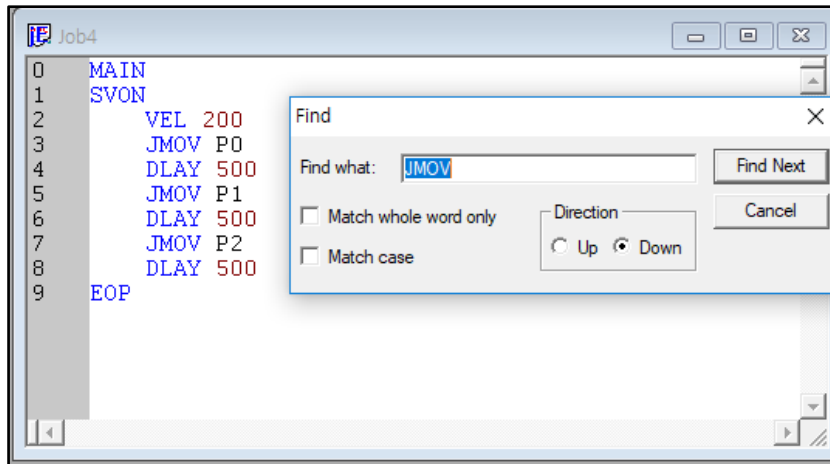 Job4
0 MAIN
1 SVON
2 VEL 200
3 JMOV P0
4 DLAY 500
5 JMOV P1
6 DLAY 500
7 JMOV P2
8 DLAY 500
9 EOP
Find
Find what: JMOV
Find Next
Match whole word only
Match case
Direction
Up Down
Cancel